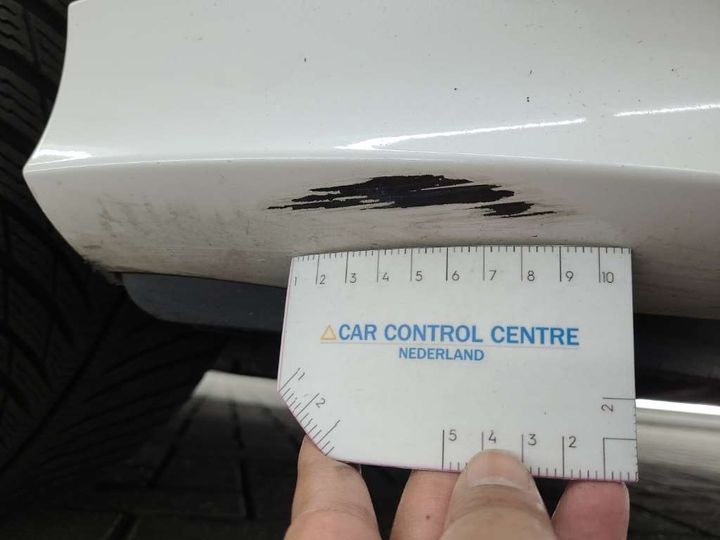 1 2 3 4 5 6 7 8 9 10
CAR CONTROL CENTRE
NEDERLAND
1 2
5 4 3 2
2